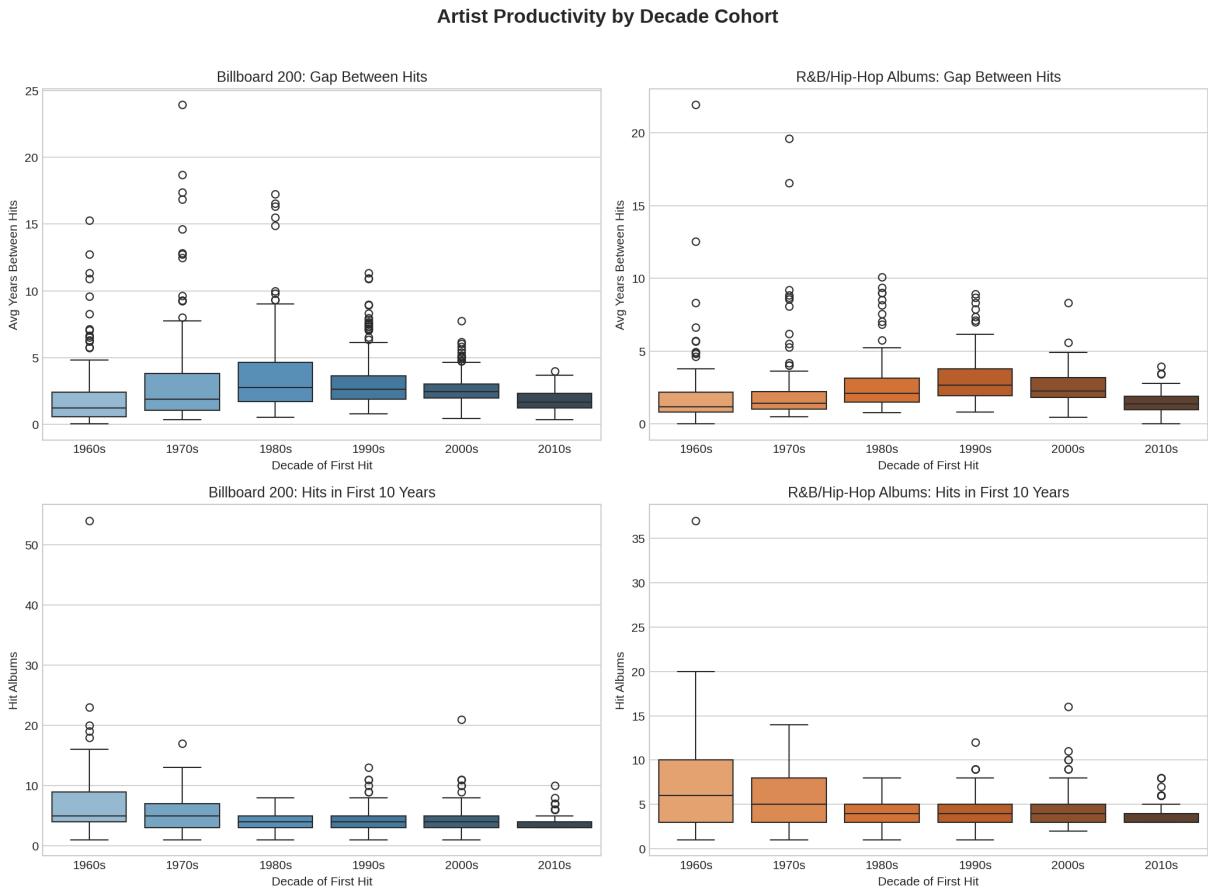 Artist Productivity by Decade Cohort
Billboard 200: Gap Between Hits
Avg Years Between Hits
25
20
15
10
5
0
1960s 1970s 1980s 1990s 2000s 2010s
Decade of First Hit
R&B/Hip-Hop Albums: Gap Between Hits
Avg Years Between Hits
20
15
10
5
0
1960s 1970s 1980s 1990s 2000s 2010s
Decade of First Hit
Billboard 200: Hits in First 10 Years
Hit Albums
50
40
30
20
10
0
1960s 1970s 1980s 1990s 2000s 2010s
Decade of First Hit
R&B/Hip-Hop Albums: Hits in First 10 Years
Hit Albums
35
30
25
20
15
10
5
0
1960s 1970s 1980s 1990s 2000s 2010s
Decade of First Hit